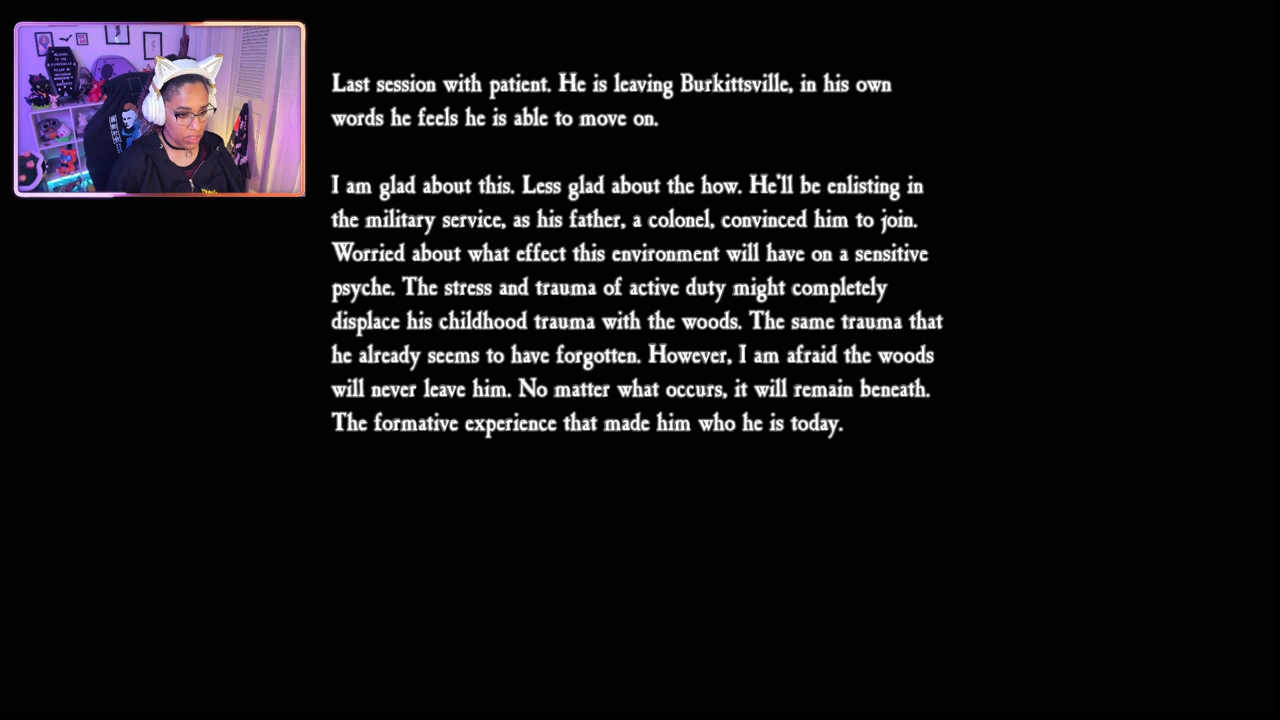 Last session with patient. He is leaving Burkittsville, in his own
words he feels he is able to move on.
I am glad about this. Less glad about the how. He'll be enlisting in
the military service, as his father, a colonel, convinced him to join.
Worried about what effect this environment will have on a sensitive
psyche. The stress and trauma of active duty might completely
displace his childhood trauma with the woods. The same trauma that
he already seems to have forgotten. However, I am afraid the woods
will never leave him. No matter what occurs, it will remain beneath.
The formative experience that made him who he is today.